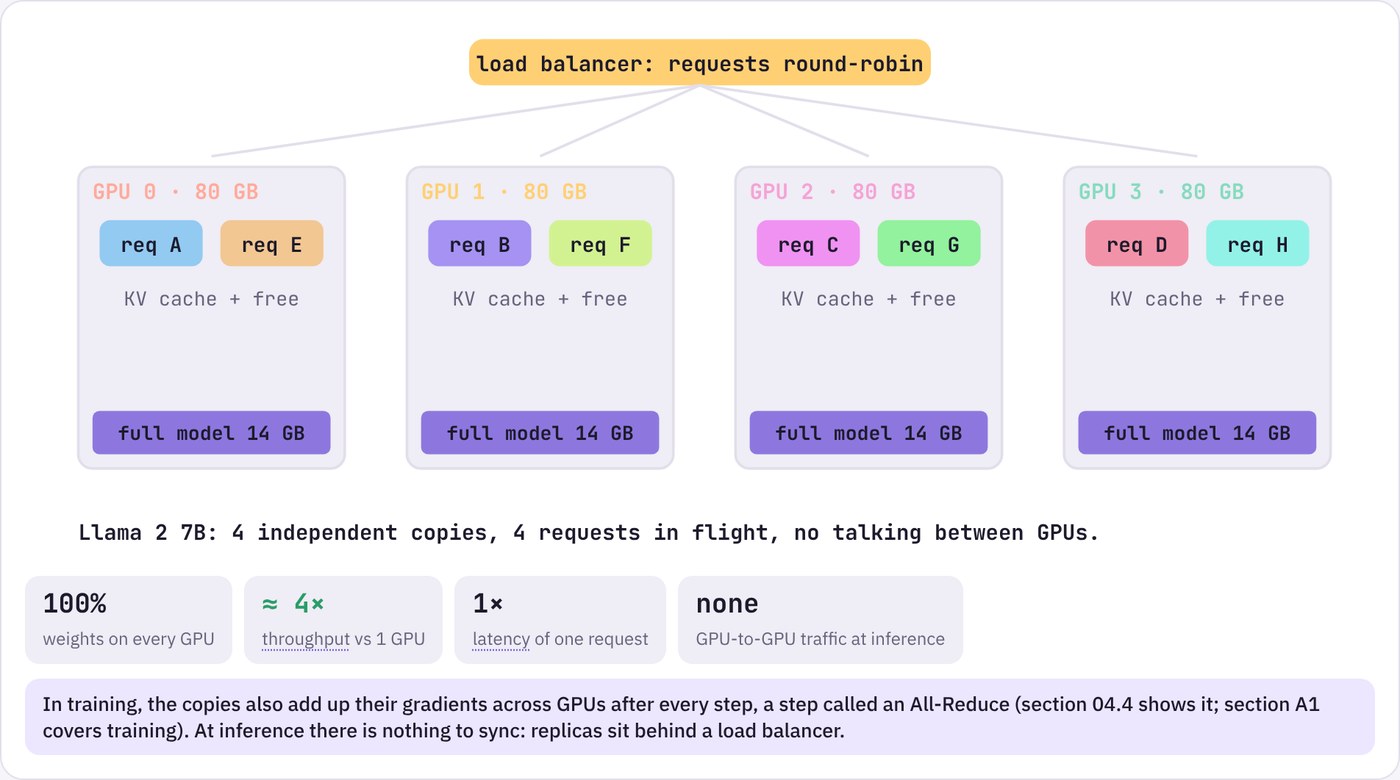 load balancer: requests round-robin
GPU 0 · 80 GB
req A
req E
KV cache + free
full model 14 GB
GPU 1 · 80 GB
req B
req F
KV cache + free
full model 14 GB
GPU 2 · 80 GB
req C
req G
KV cache + free
full model 14 GB
GPU 3 · 80 GB
req D
req H
KV cache + free
full model 14 GB
Llama 2 7B: 4 independent copies, 4 requests in flight, no talking between GPUs.
100%
weights on every GPU
≈ 4×
throughput vs 1 GPU
1×
latency of one request
none
GPU-to-GPU traffic at inference
In training, the copies also add up their gradients across GPUs after every step, a step called an All-Reduce (section 04.4 shows it; section A1
covers training). At inference there is nothing to sync: replicas sit behind a load balancer.